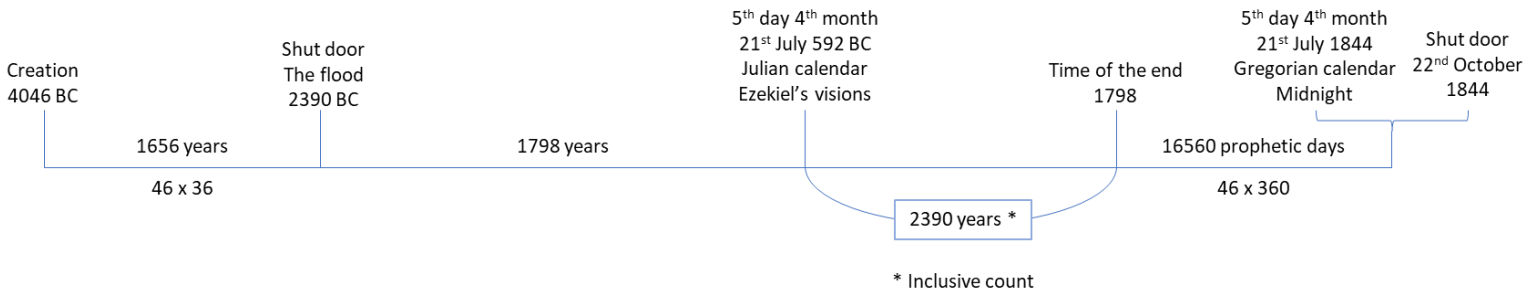 Creation
4046 BC
Shut door
The flood
2390 BC
5th day 4th month
21st July 592 BC
Julian calendar
Ezekiel's visions
Time of the end
1798
5th day 4th month
21st July 1844
Gregorian calendar
Midnight
Shut door
22nd October
1844
1656 years
1798 years
16560 prophetic days
46 x 36
46 x 360
2390 years *
* Inclusive count